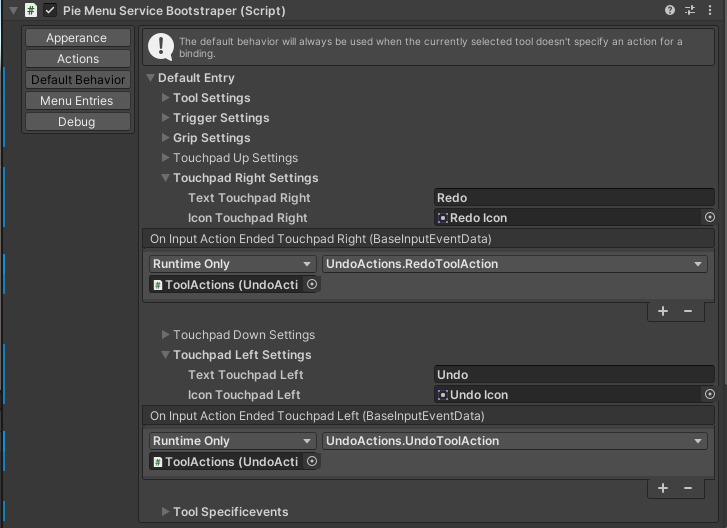 Pie Menu Service Bootstraper (Script)
Apperance
Actions
Default Behavior
Menu Entries
Debug
The default behavior will always be used when the currently selected tool doesn't specify an action for a
binding.
Default Entry
Tool Settings
Trigger Settings
Grip Settings
Touchpad Up Settings
Touchpad Right Settings
Text Touchpad Right Redo
Icon Touchpad Right Redo Icon
On Input Action Ended Touchpad Right (BaseInputEventData)
Runtime Only UndoActions.RedoToolAction
ToolActions (UndoActi
+ −
Touchpad Down Settings
Touchpad Left Settings
Text Touchpad Left Undo
Icon Touchpad Left Undo Icon
On Input Action Ended Touchpad Left (BaseInputEventData)
Runtime Only UndoActions.UndoToolAction
ToolActions (UndoActi
+ −
Tool Specificevents